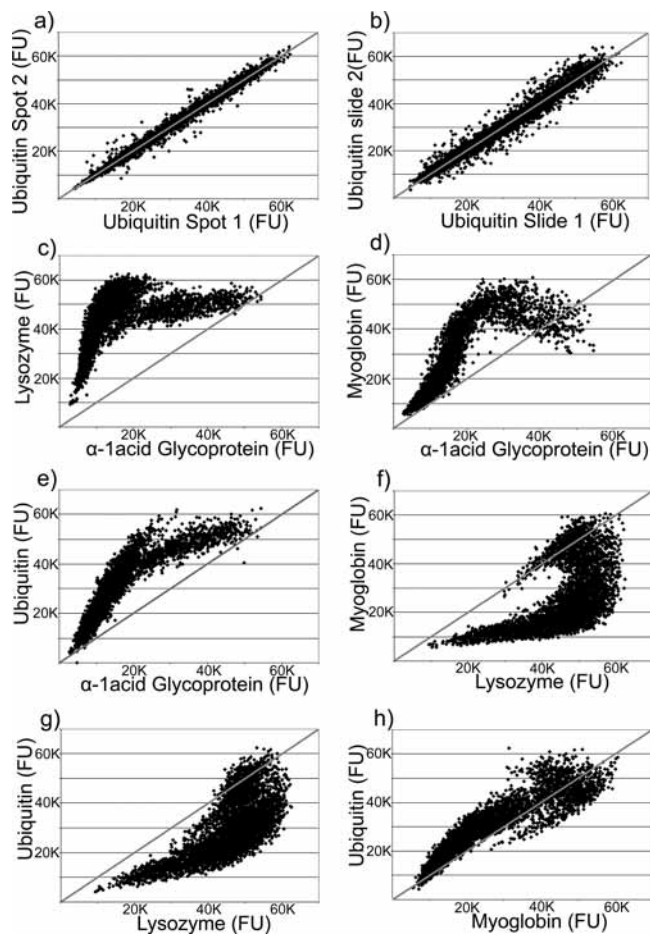 a)
Ubiquitin Spot 2 (FU)
60K
40K
20K
20K 40K 60K
Ubiquitin Spot 1 (FU)
b)
Ubiquitin slide 2(FU)
60K
40K
20K
20K 40K 60K
Ubiquitin Slide 1 (FU)
c)
Lysozyme (FU)
60K
40K
20K
20K 40K 60K
α-1acid Glycoprotein (FU)
d)
Myoglobin (FU)
60K
40K
20K
20K 40K 60K
α-1acid Glycoprotein (FU)
e)
Ubiquitin (FU)
60K
40K
20K
20K 40K 60K
α-1acid Glycoprotein (FU)
f)
Myoglobin (FU)
60K
40K
20K
20K 40K 60K
Lysozyme (FU)
g)
Ubiquitin (FU)
60K
40K
20K
20K 40K 60K
Lysozyme (FU)
h)
Ubiquitin (FU)
60K
40K
20K
20K 40K 60K
Myoglobin (FU)